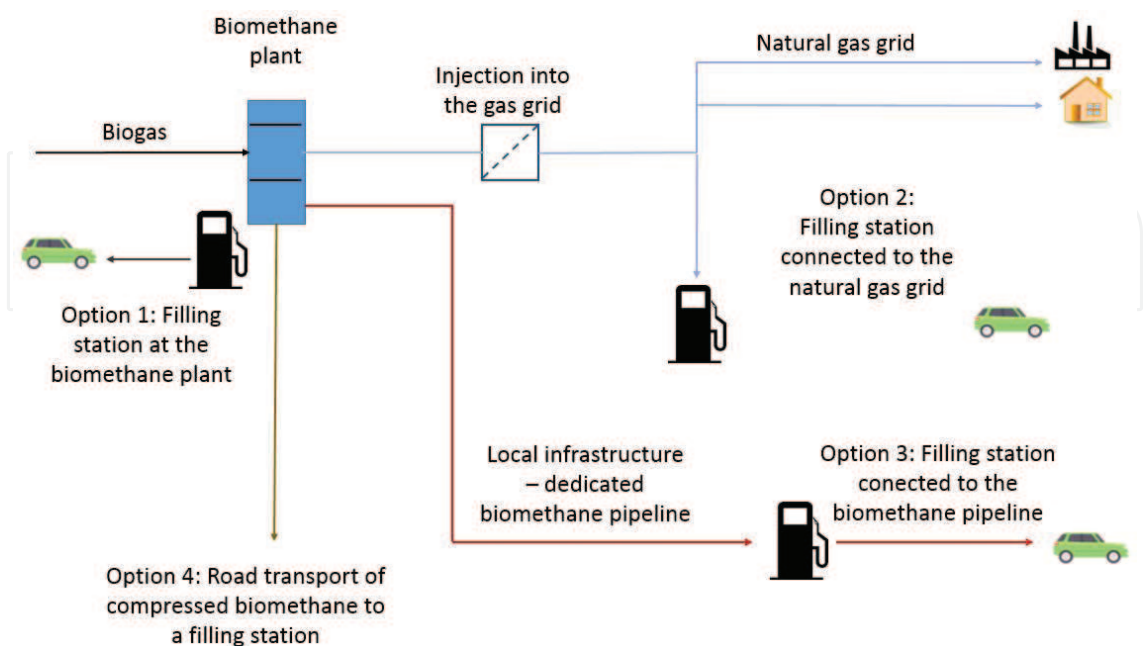 Biomethane
plant
Natural gas grid
Injection into
the gas grid
Biogas
Option 2:
Filling station
connected to the
natural gas grid
Option 1: Filling
station at the
biomethane plant
Local infrastructure
– dedicated
biomethane pipeline
Option 3: Filling station
conected to the
biomethane pipeline
Option 4: Road transport of
compressed biomethane to
a filling station